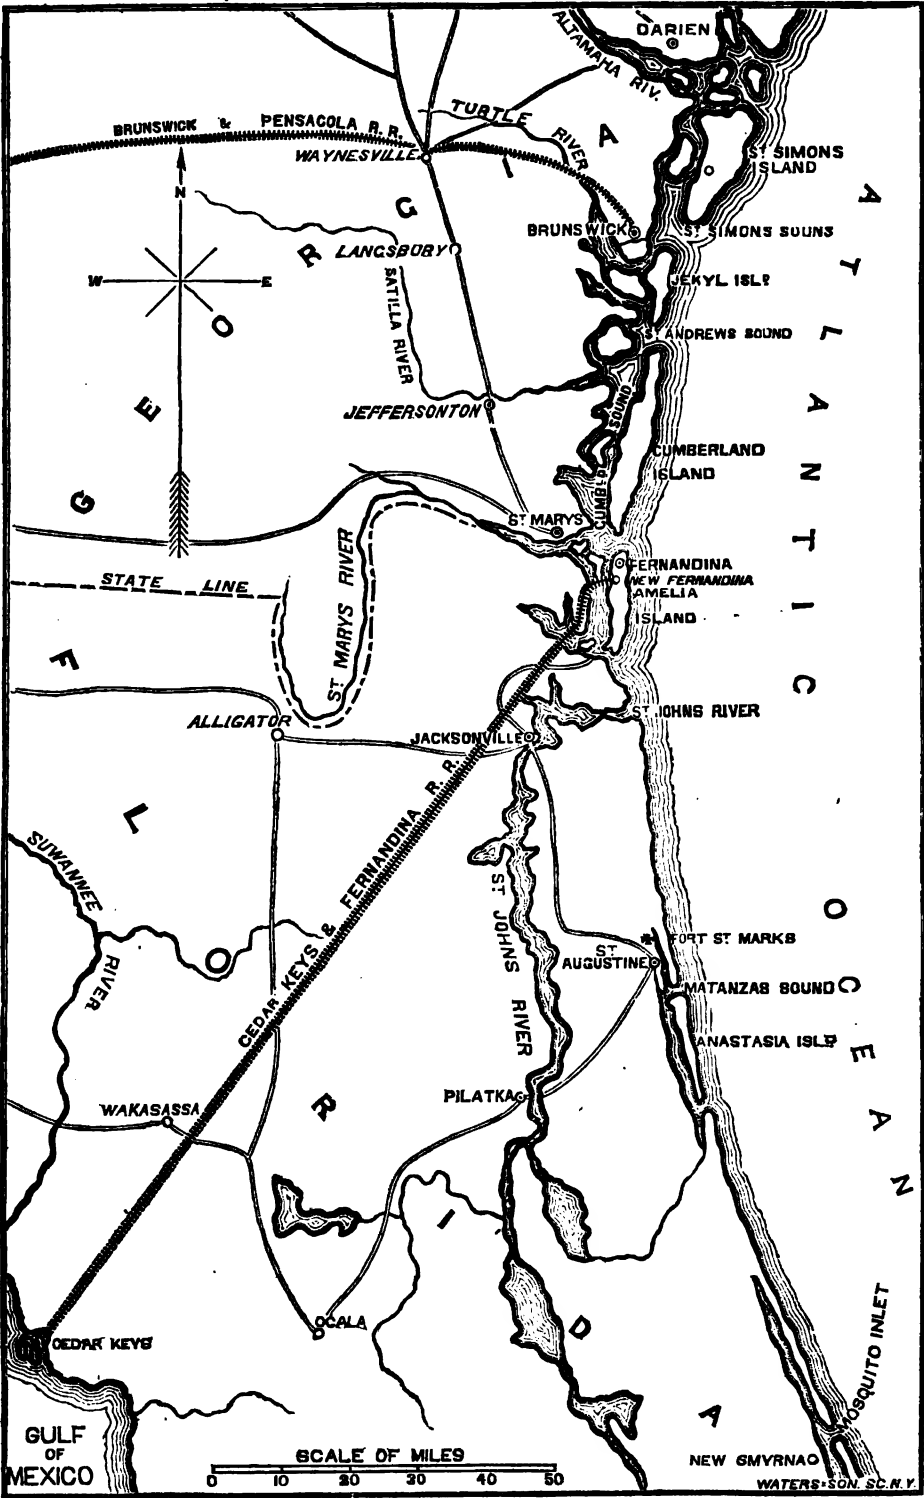 DARIEN
ALTAMAHA RIV.
TURTLE RIVER
BRUNSWICK & PENSACOLA R.R.
WAYNESVILLE
ST SIMONS
ISLAND
N
W E
BRUNSWICK
ST SIMONS SOUNS
LANGSBURY
SATILLA RIVER
JEKYL ISLD
ST ANDREWS SOUND
JEFFERSONTON
CUMBERLD SOUND
CUMBERLAND
ISLAND
GEORGIA
ATLANTIC OCEAN
ST MARYS
FERNANDINA
NEW FERNANDINA
AMELIA
ISLAND
STATE LINE
ST MARYS RIVER
ST JOHNS RIVER
ALLIGATOR
JACKSONVILLE
CEDAR KEYS & FERNANDINA R.R.
SUWANNEE
RIVER
FLORIDA
ST JOHNS RIVER
FORT ST MARKS
ST
AUGUSTINE
MATANZAS SOUND
ANASTASIA ISLD
PILATKA
WAKASASSA
OCALA
CEDAR KEYS
MOSQUITO INLET
GULF
OF
MEXICO
SCALE OF MILES
0 10 20 30 40 50
NEW SMYRNA
WATERS=SON. SC.N.Y.